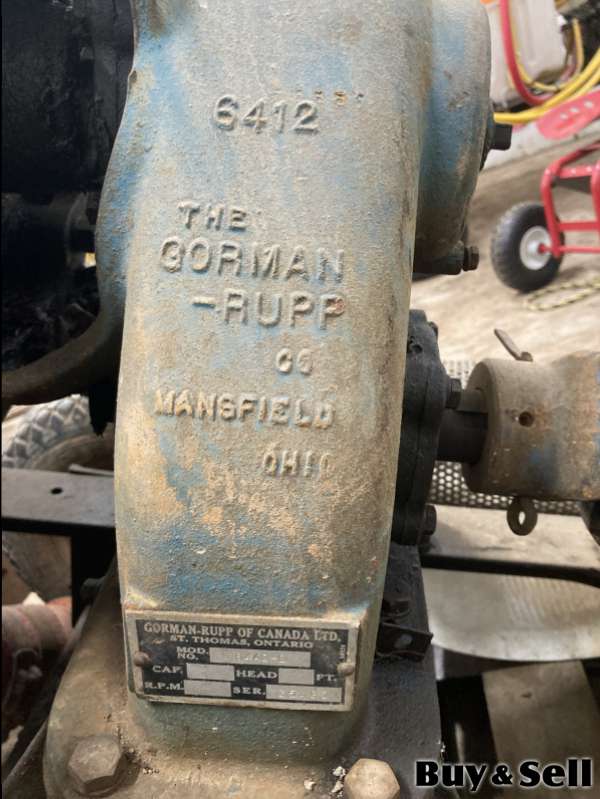 6412
THE
GORMAN
-RUPP
CO
MANSFIELD
OHIO
GORMAN-RUPP OF CANADA LTD.
ST. THOMAS, ONTARIO
MOD.
NO.
CAP. HEAD FT.
R.P.M. SER.
Buy & Sell